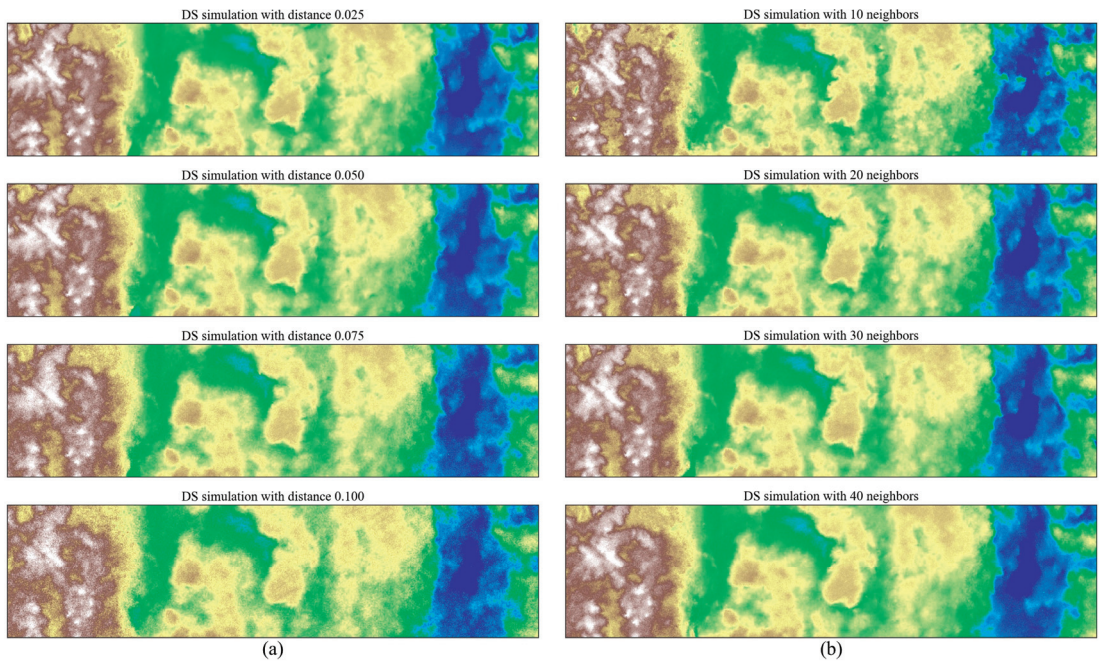 DS simulation with distance 0.025
DS simulation with distance 0.050
DS simulation with distance 0.075
DS simulation with distance 0.100
(a)
DS simulation with 10 neighbors
DS simulation with 20 neighbors
DS simulation with 30 neighbors
DS simulation with 40 neighbors
(b)